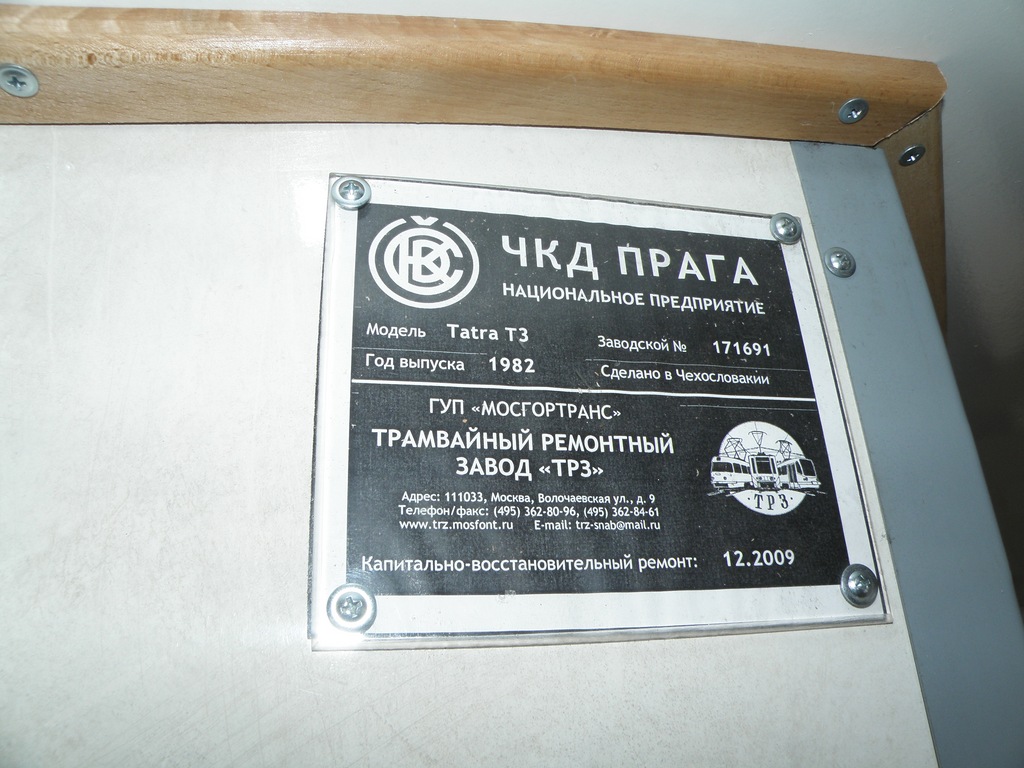 ЧКД ПРАГА
НАЦИОНАЛЬНОЕ ПРЕДПРИЯТИЕ
Модель Tatra T3
Заводской № 171691
Год выпуска 1982
Сделано в Чехословакии
ГУП «МОСГОРТРАНС»
ТРАМВАЙНЫЙ РЕМОНТНЫЙ
ЗАВОД «ТРЗ»
Адрес: 111033, Москва, Волочаевская ул., д. 9
Телефон/факс: (495) 362-80-96, (495) 362-84-61
www.trz.mosfont.ru E-mail: trz-snab@mail.ru
ТРЗ
Капитально-восстановительный ремонт: 12.2009